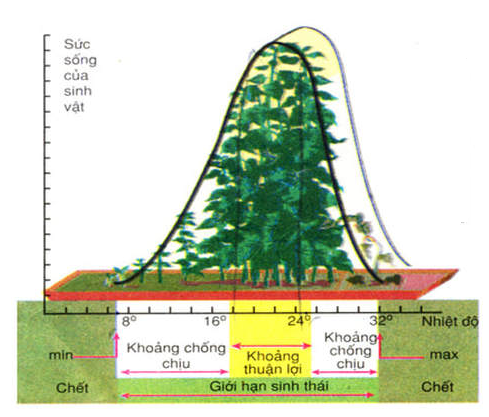 Sức
sống
của
sinh
vật
8° 16° 24° 32° Nhiệt độ
min
Khoảng chống
chịu
Khoảng
thuận lợi
Khoảng
chống
chịu
max
Chết
Giới hạn sinh thái
Chết